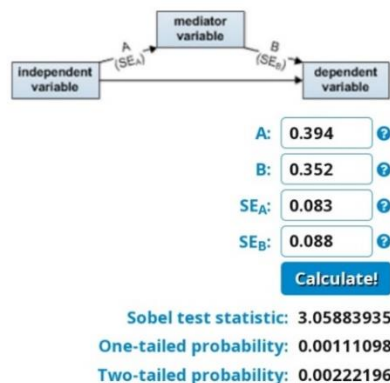 mediator
variable
A
(SEA)
B
(SEB)
independent
variable
dependent
variable
A: 0.394 ?
B: 0.352 ?
SEA: 0.083 ?
SEB: 0.088 ?
Calculate!
Sobel test statistic: 3.05883935
One-tailed probability: 0.00111098
Two-tailed probability: 0.00222196